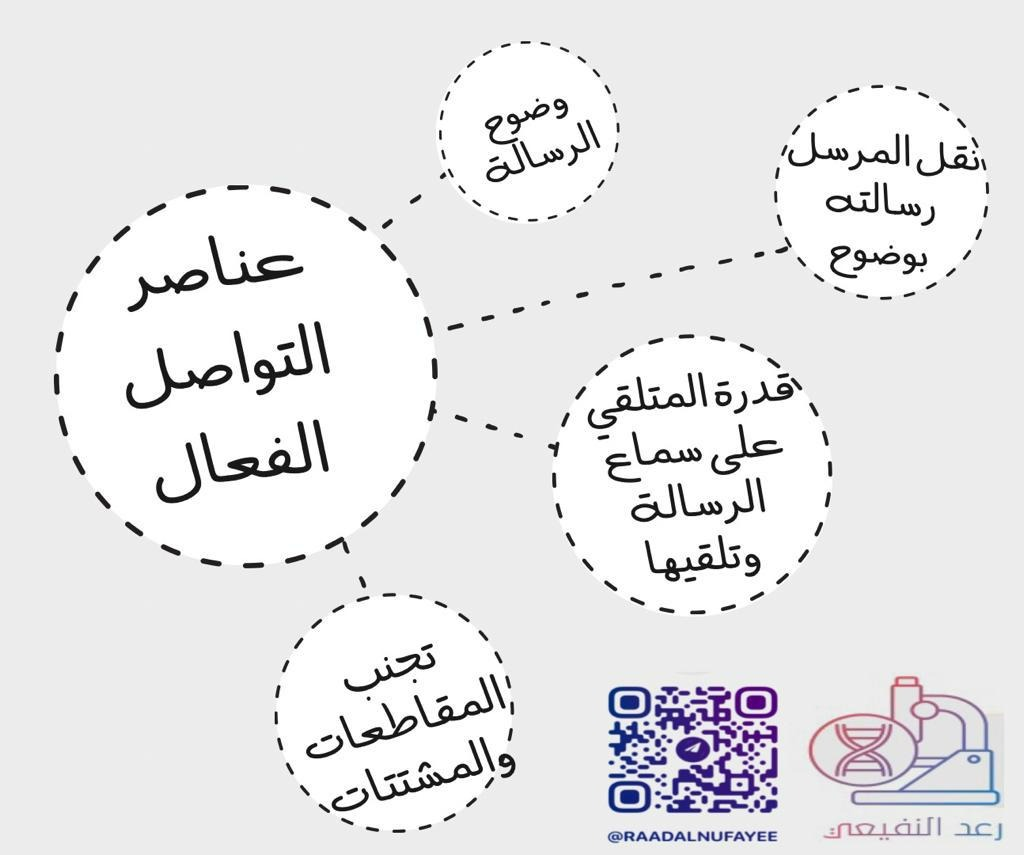 عناصر
التواصل
الفعال
وضوح
الرسالة
نقل المرسل
رسالته
بوضوح
قدرة المتلقي
على سماع
الرسالة
وتلقيها
تجنب
المقاطعات
والمشتتات
@RAADALNUFAYEE
رعد النفيعي